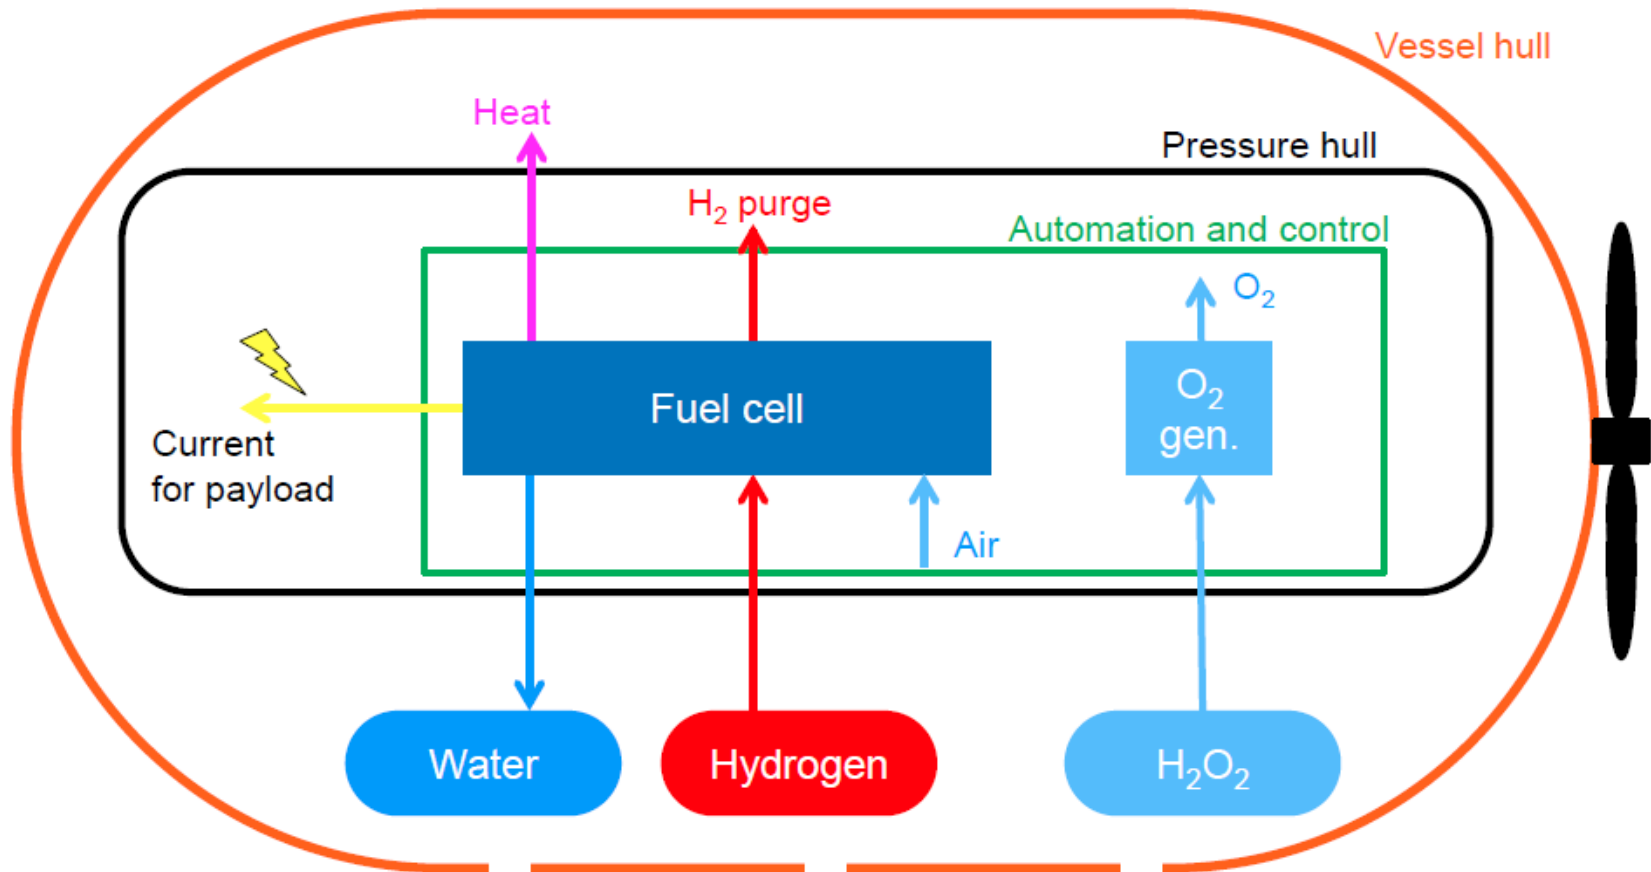 Vessel hull
Heat
Pressure hull
H₂ purge
Automation and control
O₂
Fuel cell
O₂
gen.
Current
for payload
Air
Water
Hydrogen
H₂O₂